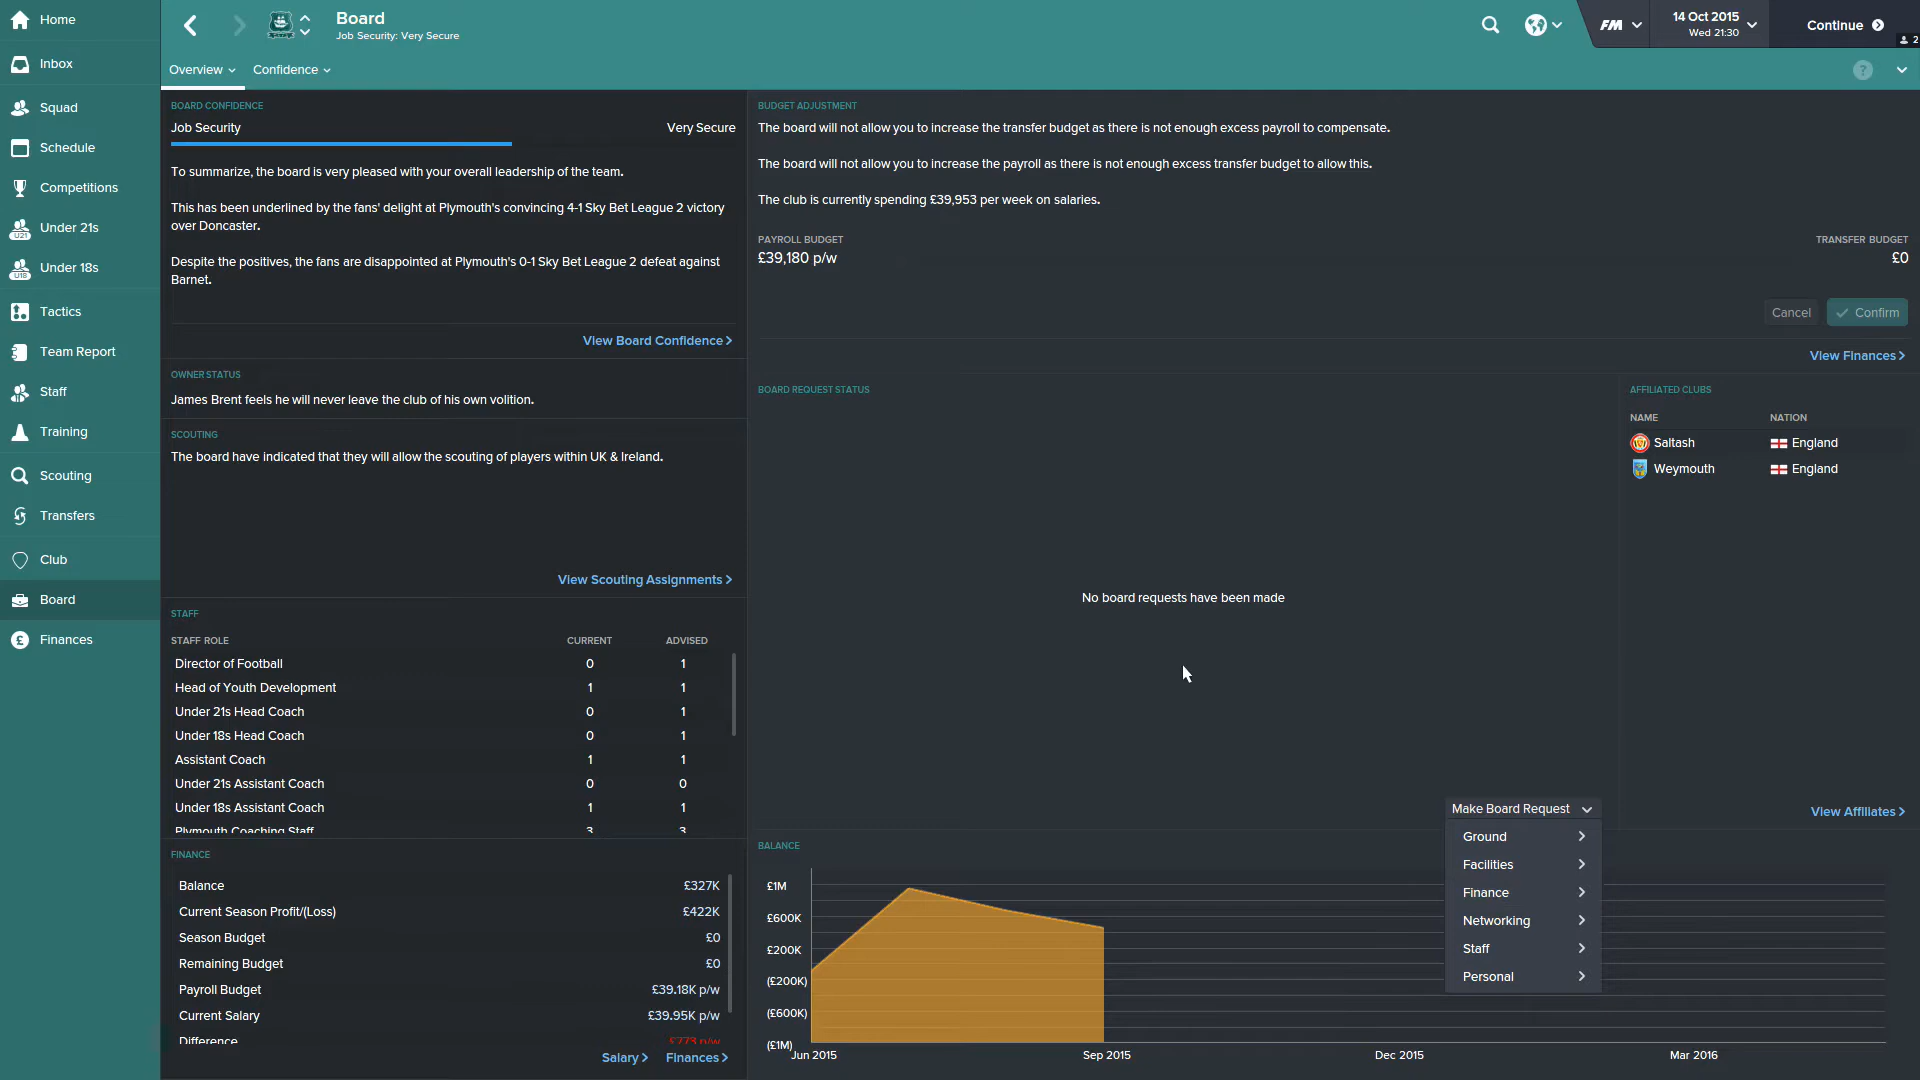 Home
Inbox
Squad
Schedule
Competitions
U21
Under 21s
U18
Under 18s
Tactics
Team Report
Staff
Training
Scouting
Transfers
Club
Board
£
Finances
Board
Job Security: Very Secure
FM
14 Oct 2015
Wed 21:30
Continue
2
Overview
Confidence
?
BOARD CONFIDENCE
Job Security
Very Secure
To summarize, the board is very pleased with your overall leadership of the team.
This has been underlined by the fans' delight at Plymouth's convincing 4-1 Sky Bet League 2 victory
over Doncaster.
Despite the positives, the fans are disappointed at Plymouth's 0-1 Sky Bet League 2 defeat against
Barnet.
View Board Confidence
OWNER STATUS
James Brent feels he will never leave the club of his own volition.
SCOUTING
The board have indicated that they will allow the scouting of players within UK & Ireland.
View Scouting Assignments
STAFF
STAFF ROLE CURRENT ADVISED
Director of Football 0 1
Head of Youth Development 1 1
Under 21s Head Coach 0 1
Under 18s Head Coach 0 1
Assistant Coach 1 1
Under 21s Assistant Coach 0 0
Under 18s Assistant Coach 1 1
Plymouth Coaching Staff 3 3
FINANCE
Balance £327K
Current Season Profit/(Loss) £422K
Season Budget £0
Remaining Budget £0
Payroll Budget £39.18K p/w
Current Salary £39.95K p/w
Difference £773 p/w
Salary
Finances
BUDGET ADJUSTMENT
The board will not allow you to increase the transfer budget as there is not enough excess payroll to compensate.
The board will not allow you to increase the payroll as there is not enough excess transfer budget to allow this.
The club is currently spending £39,953 per week on salaries.
PAYROLL BUDGET
£39,180 p/w
TRANSFER BUDGET
£0
Cancel
Confirm
View Finances
BOARD REQUEST STATUS
No board requests have been made
Make Board Request
Ground
Facilities
Finance
Networking
Staff
Personal
AFFILIATED CLUBS
NAME NATION
Saltash England
Weymouth England
View Affiliates
BALANCE
£1M
£600K
£200K
(£200K)
(£600K)
(£1M)
Jun 2015
Sep 2015
Dec 2015
Mar 2016